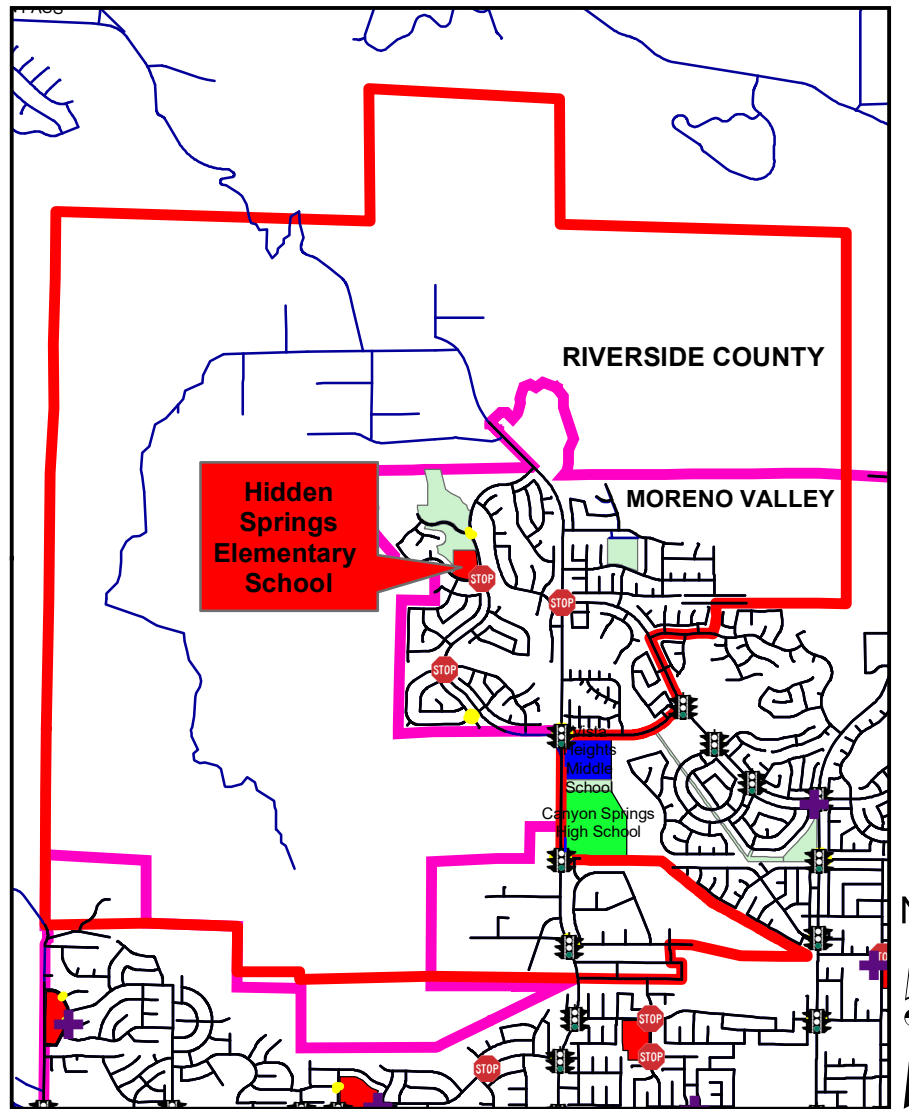 PASS
RIVERSIDE COUNTY
MORENO VALLEY
Hidden
Springs
Elementary
School
STOP
STOP
STOP
Vista
Heights
Middle
School
Canyon Springs
High School
N
STOP
STOP
STOP